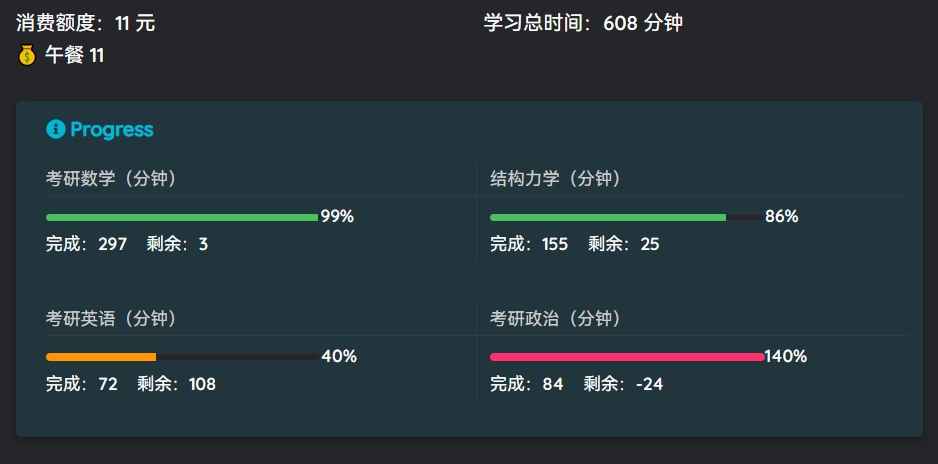 消费额度：11 元
学习总时间：608 分钟
午餐 11
Progress
考研数学（分钟）
99%
完成：297 剩余：3
结构力学（分钟）
86%
完成：155 剩余：25
考研英语（分钟）
40%
完成：72 剩余：108
考研政治（分钟）
140%
完成：84 剩余：-24